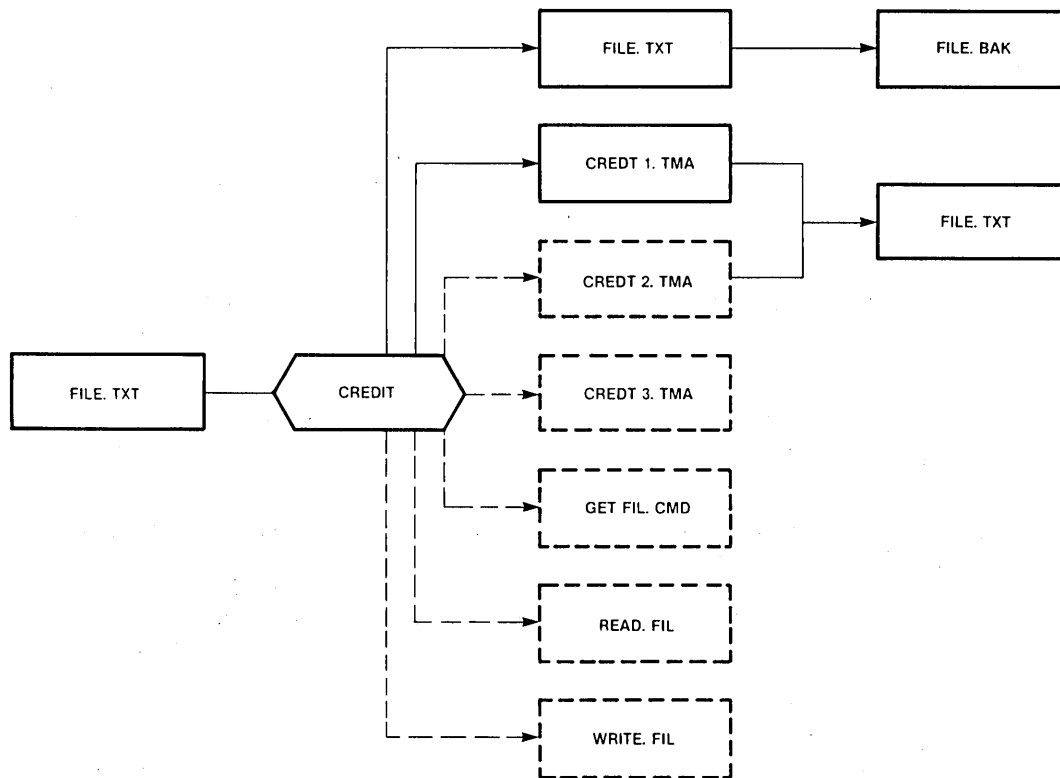 FILE. TXT
FILE. BAK
CREDT 1. TMA
FILE. TXT
CREDT 2. TMA
FILE. TXT
CREDIT
CREDT 3. TMA
GET FIL. CMD
READ. FIL
WRITE. FIL